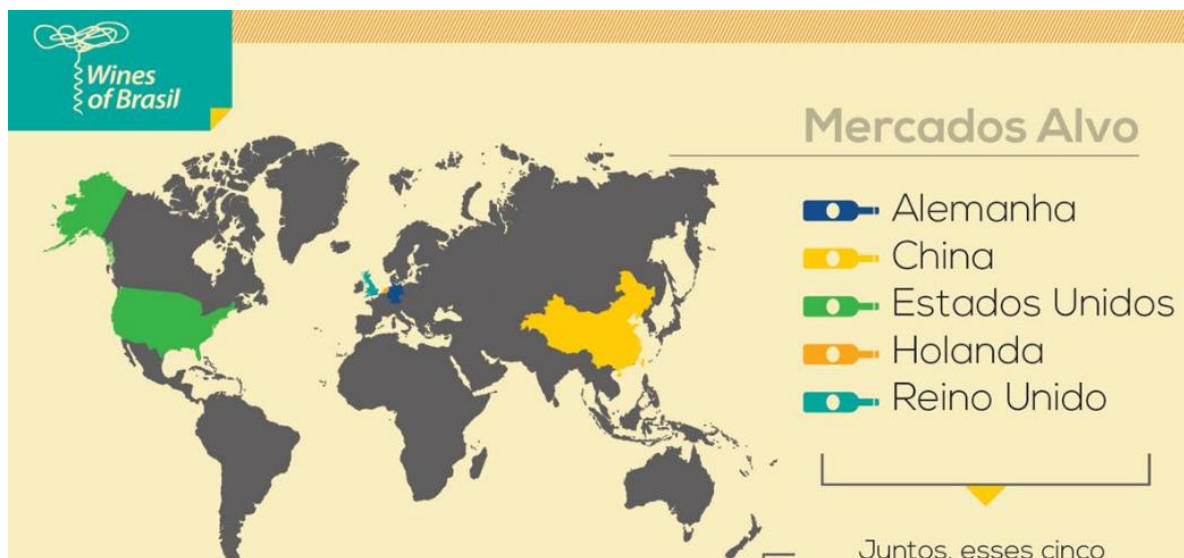 Wines
of Brasil
Mercados Alvo
Alemanha
China
Estados Unidos
Holanda
Reino Unido
Juntos, esses cinco